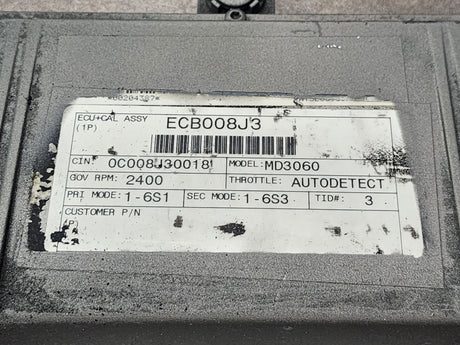 *00204387*
ECU+CAL ASSY ECB008J3
(1P)
CIN: 0C008J30018 MODEL: MD3060
GOV RPM: 2400 THROTTLE: AUTODETECT
PRI MODE: 1-6S1 SEC MODE: 1-6S3 TID#: 3
CUSTOMER P/N
(P)